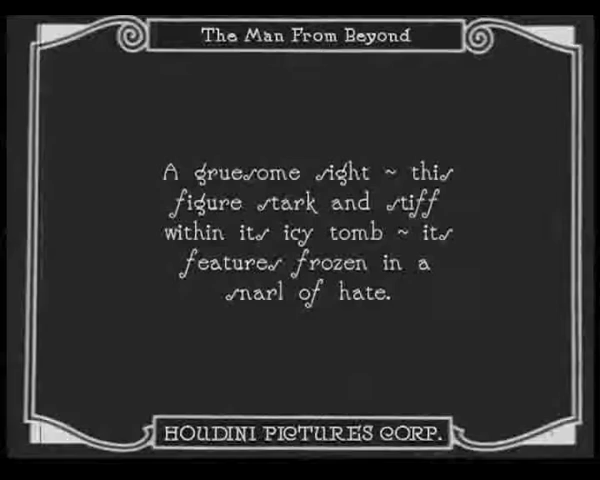 The Man From Beyond
A gruesome sight ~ this
figure stark and stiff
within its icy tomb ~ its
features frozen in a
snarl of hate.
HOUDINI PICTURES CORP.